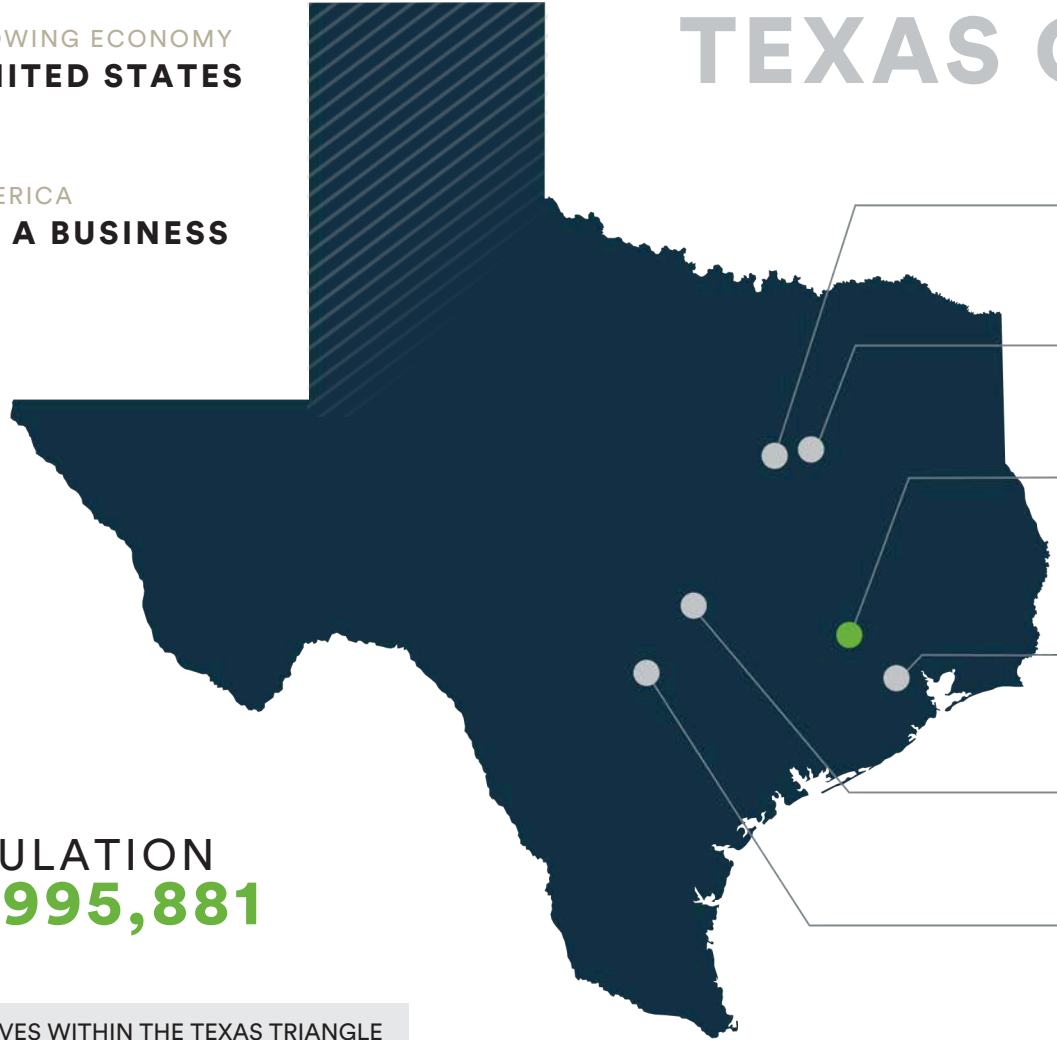 OWING ECONOMY
NITED STATES
ERICA
A BUSINESS
TEXAS
ULATION
995,881
VES WITHIN THE TEXAS TRIANGLE